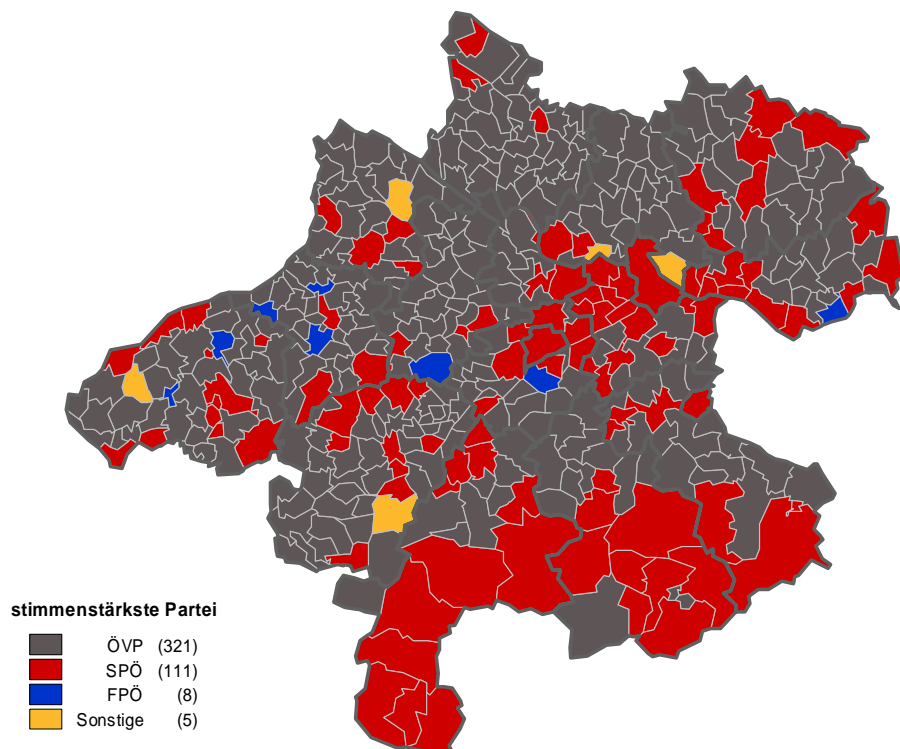 stimmenstärkste Partei
ÖVP (321)
SPÖ (111)
FPÖ (8)
Sonstige (5)